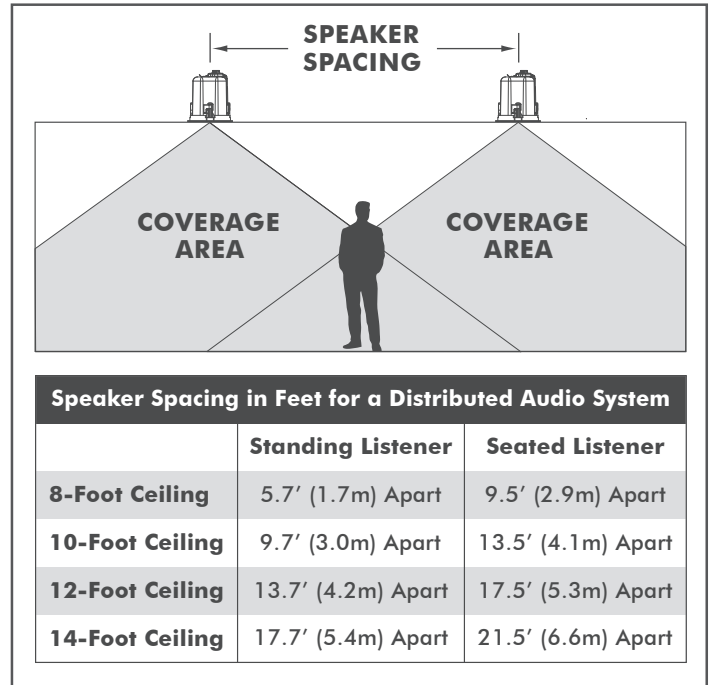 SPEAKER
SPACING
COVERAGE
AREA
COVERAGE
AREA
Speaker Spacing in Feet for a Distributed Audio System
Standing Listener Seated Listener
8-Foot Ceiling 5.7’ (1.7m) Apart 9.5’ (2.9m) Apart
10-Foot Ceiling 9.7’ (3.0m) Apart 13.5’ (4.1m) Apart
12-Foot Ceiling 13.7’ (4.2m) Apart 17.5’ (5.3m) Apart
14-Foot Ceiling 17.7’ (5.4m) Apart 21.5’ (6.6m) Apart